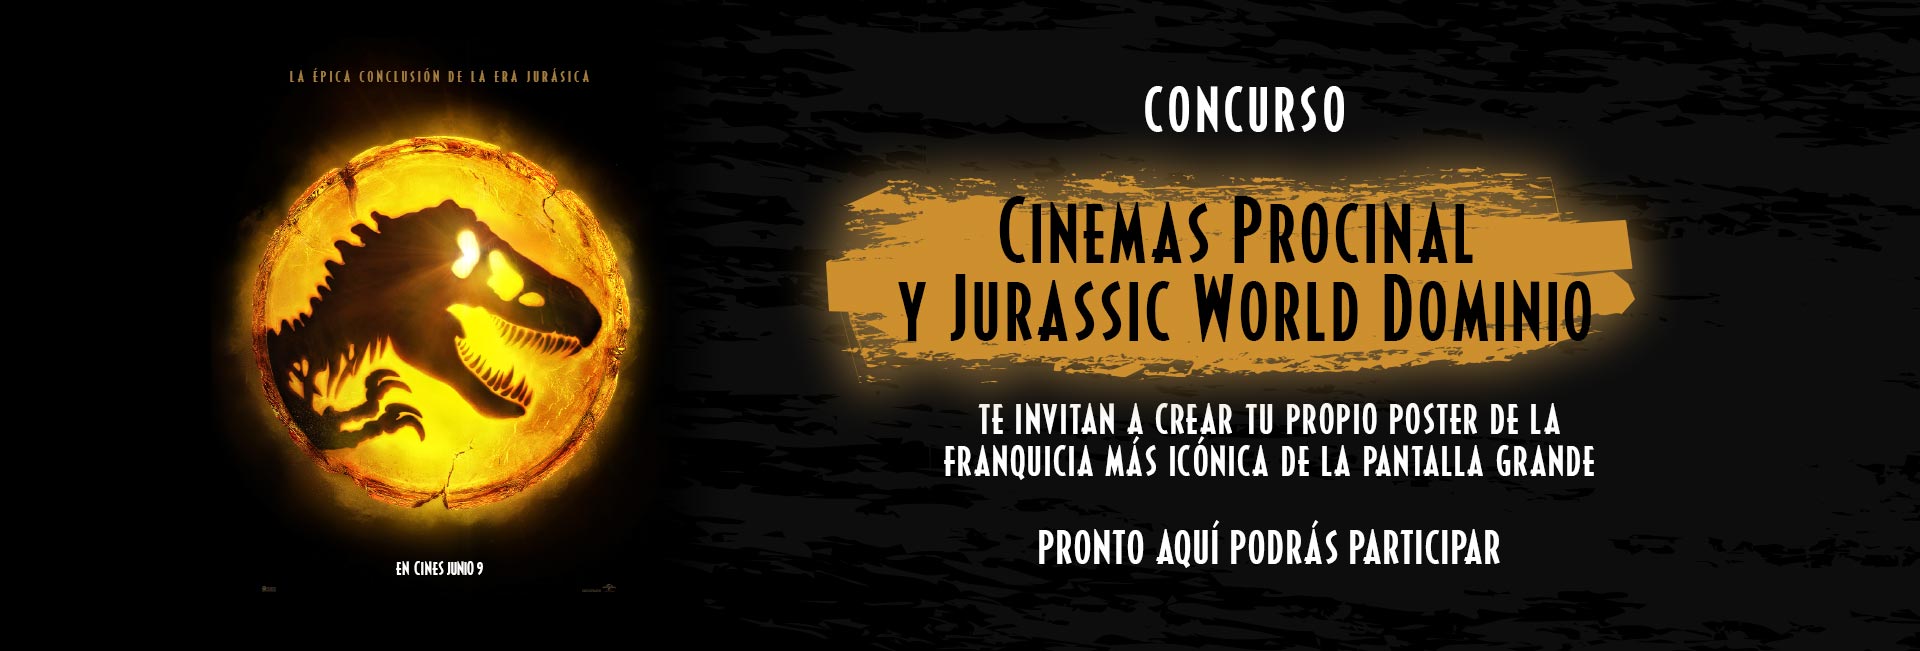 LA ÉPICA CONCLUSIÓN DE LA ERA JURÁSICA
EN CINES JUNIO 9
CONCURSO
CINEMAS PROCINAL
Y JURASSIC WORLD DOMINIO
TE INVITAN A CREAR TU PROPIO POSTER DE LA
FRANQUICIA MÁS ICÓNICA DE LA PANTALLA GRANDE
PRONTO AQUÍ PODRÁS PARTICIPAR